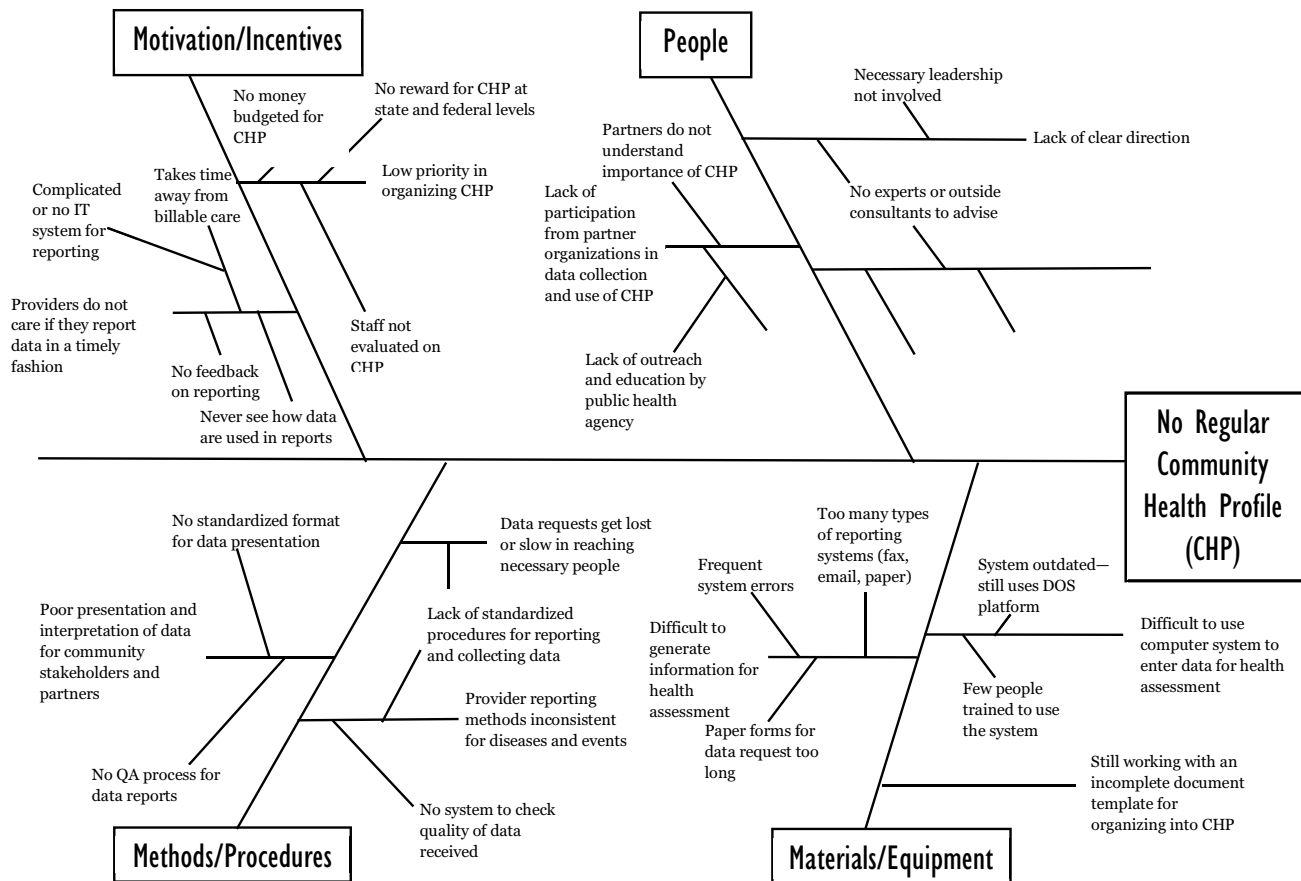 Motivation/Incentives
People
No money
budgeted for
CHP
No reward for CHP at
state and federal levels
Necessary leadership
not involved
Lack of clear direction
Partners do not
understand
importance of CHP
Low priority in
organizing CHP
Takes time
away from
billable care
Complicated
or no IT
system for
reporting
Lack of
participation
from partner
organizations in
data collection
and use of CHP
No experts or outside
consultants to advise
Providers do not
care if they report
data in a timely
fashion
Staff not
evaluated on
CHP
No feedback
on reporting
Never see how data
are used in reports
Lack of outreach
and education by
public health
agency
No Regular
Community
Health Profile
(CHP)
No standardized format
for data presentation
Data requests get lost
or slow in reaching
necessary people
Too many types
of reporting
systems (fax,
email, paper)
Frequent
system errors
System outdated—
still uses DOS
platform
Poor presentation and
interpretation of data
for community
stakeholders and
partners
Lack of standardized
procedures for reporting
and collecting data
Difficult to
generate
information for
health
assessment
Difficult to use
computer system to
enter data for health
assessment
Provider reporting
methods inconsistent
for diseases and events
Few people
trained to use
the system
Paper forms for
data request too
long
No QA process for
data reports
No system to check
quality of data
received
Still working with an
incomplete document
template for
organizing into CHP
Methods/Procedures
Materials/Equipment